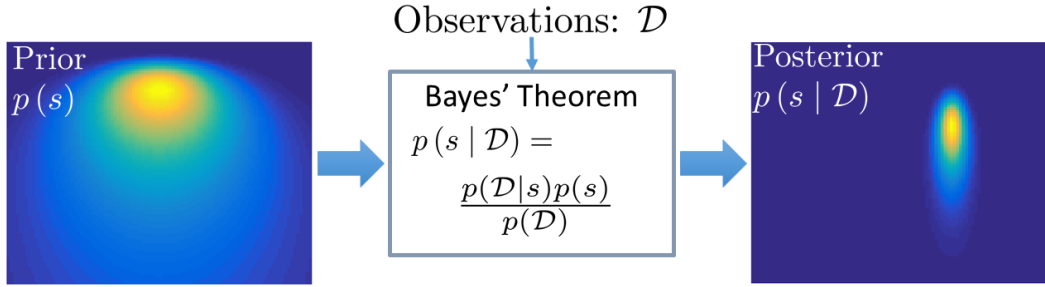 Observations: 𝒟
Prior
p (s)
Bayes' Theorem
p (s | 𝒟) =
p(𝒟|s)p(s)
p(𝒟)
Posterior
p (s | 𝒟)